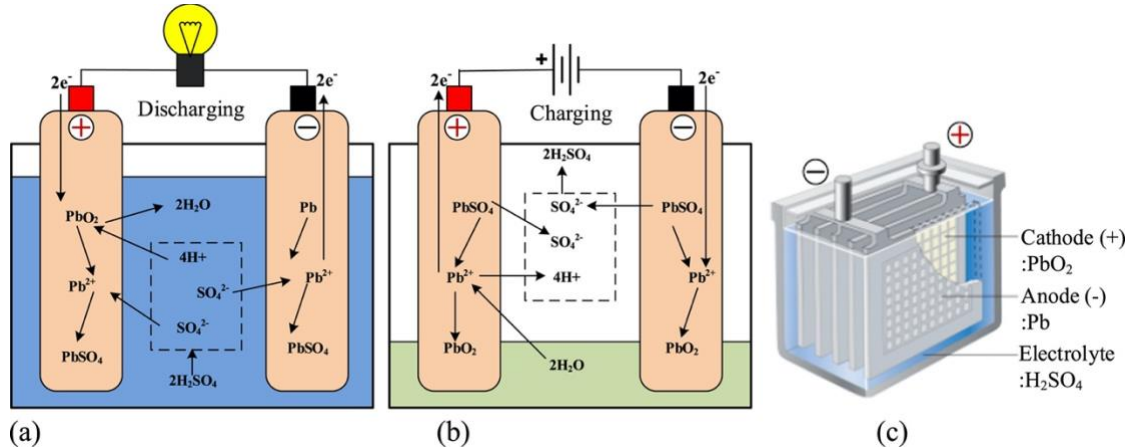 2e⁻
Discharging
2e⁻
+
−
PbO₂
2H₂O
Pb
4H+
Pb²⁺
SO₄²⁻
Pb²⁺
SO₄²⁻
PbSO₄
PbSO₄
2H₂SO₄
(a)
+
2e⁻
Charging
2e⁻
+
−
2H₂SO₄
PbSO₄
SO₄²⁻
PbSO₄
SO₄²⁻
Pb²⁺
4H+
Pb²⁺
PbO₂
2H₂O
PbO₂
(b)
−
+
Cathode (+)
:PbO₂
Anode (-)
:Pb
Electrolyte
:H₂SO₄
(c)